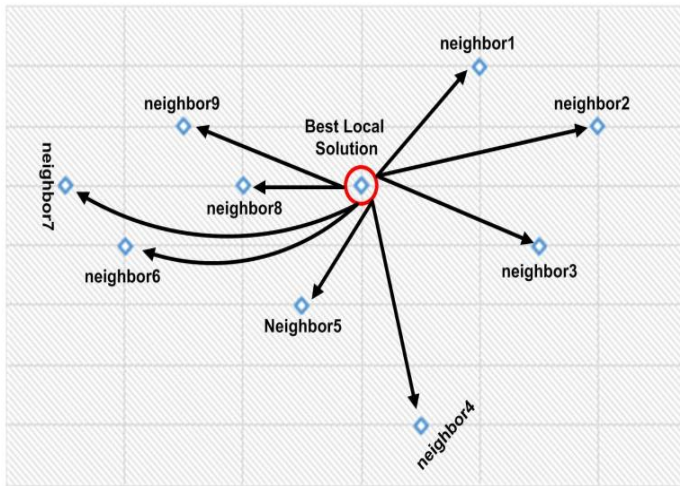 neighbor1
neighbor9
neighbor2
Best Local
Solution
neighbor7
neighbor8
neighbor3
neighbor6
Neighbor5
neighbor4